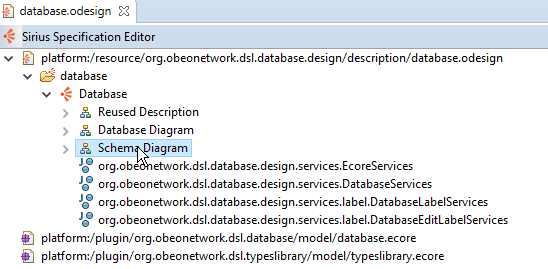 database.odesign
Sirius Specification Editor
platform:/resource/org.obeonetwork.dsl.database.design/description/database.odesign
database
Database
Reused Description
Database Diagram
Schema Diagram
org.obeonetwork.dsl.database.design.services.EcoreServices
org.obeonetwork.dsl.database.design.services.DatabaseServices
org.obeonetwork.dsl.database.design.services.label.DatabaseLabelServices
org.obeonetwork.dsl.database.design.services.label.DatabaseEditLabelServices
platform:/plugin/org.obeonetwork.dsl.database/model/database.ecore
platform:/plugin/org.obeonetwork.dsl.typeslibrary/model/typeslibrary.ecore